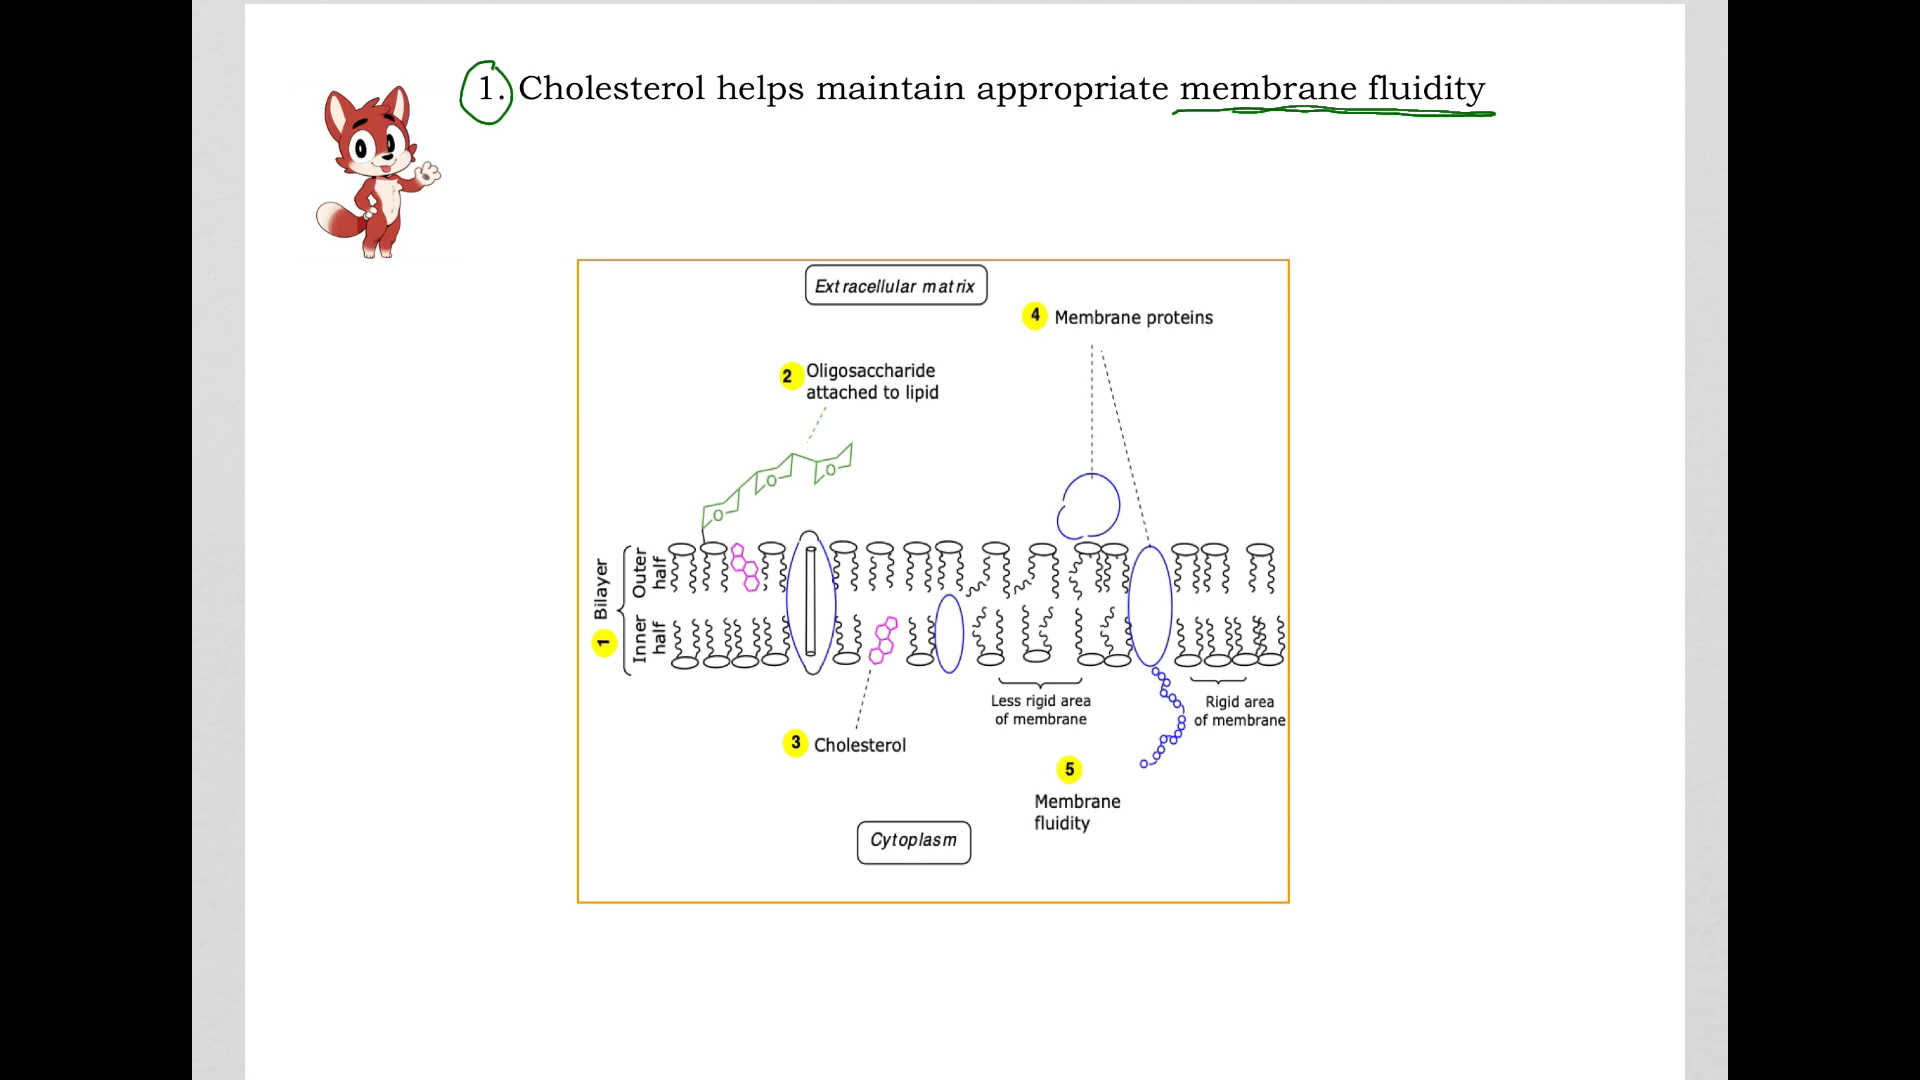 1. Cholesterol helps maintain appropriate membrane fluidity
Extracellular matrix
4 Membrane proteins
2 Oligosaccharide
attached to lipid
O
O
O
1 Bilayer
Outer
half
Inner
half
Less rigid area
of membrane
Rigid area
of membrane
3 Cholesterol
5
Membrane
fluidity
Cytoplasm